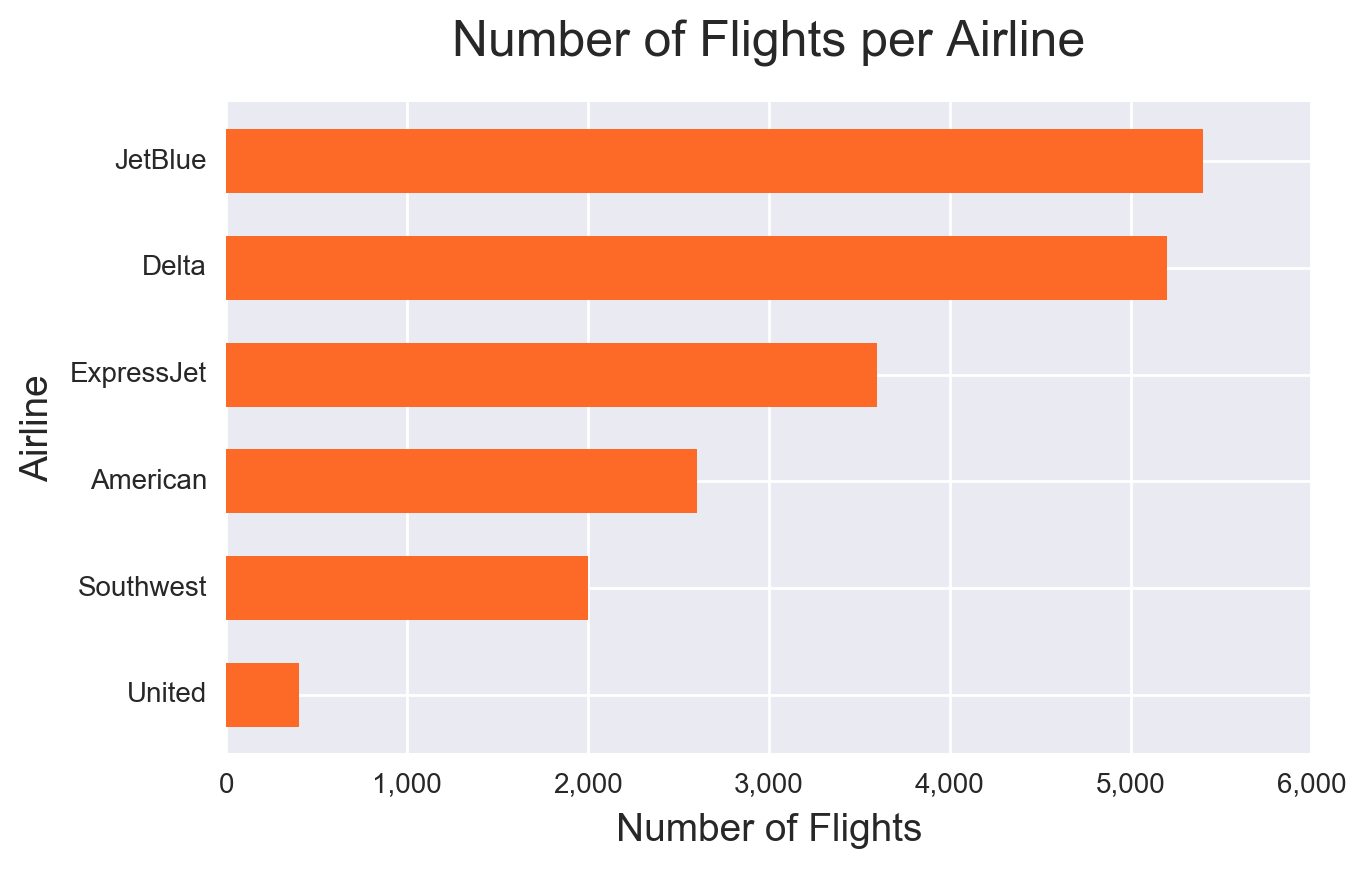 Number of Flights per Airline
Airline
JetBlue
Delta
ExpressJet
American
Southwest
United
0 1,000 2,000 3,000 4,000 5,000 6,000
Number of Flights